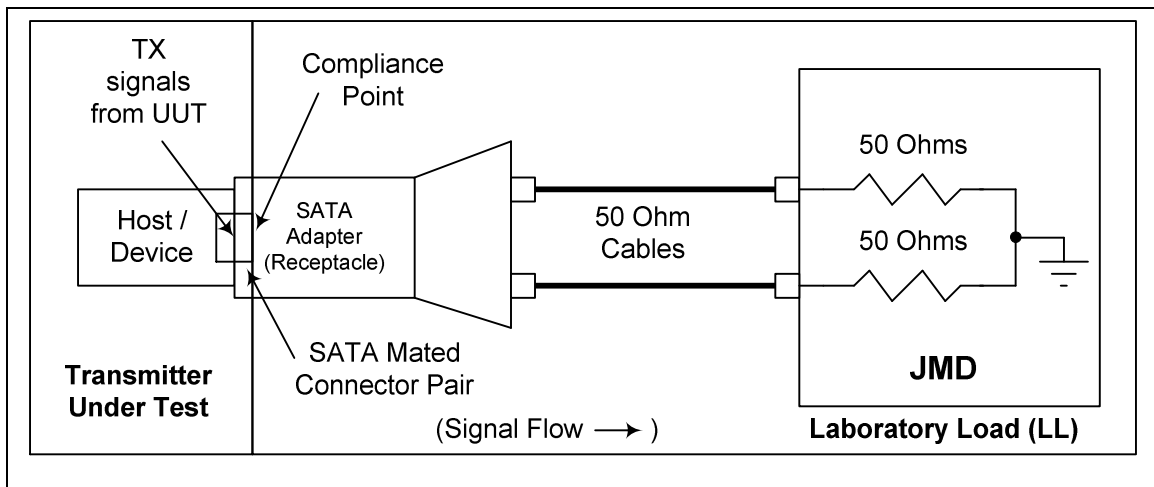 TX
signals
from UUT
Compliance
Point
Host /
Device
SATA
Adapter
(Receptacle)
50 Ohm
Cables
50 Ohms
50 Ohms
JMD
SATA Mated
Connector Pair
Transmitter
Under Test
(Signal Flow → )
Laboratory Load (LL)